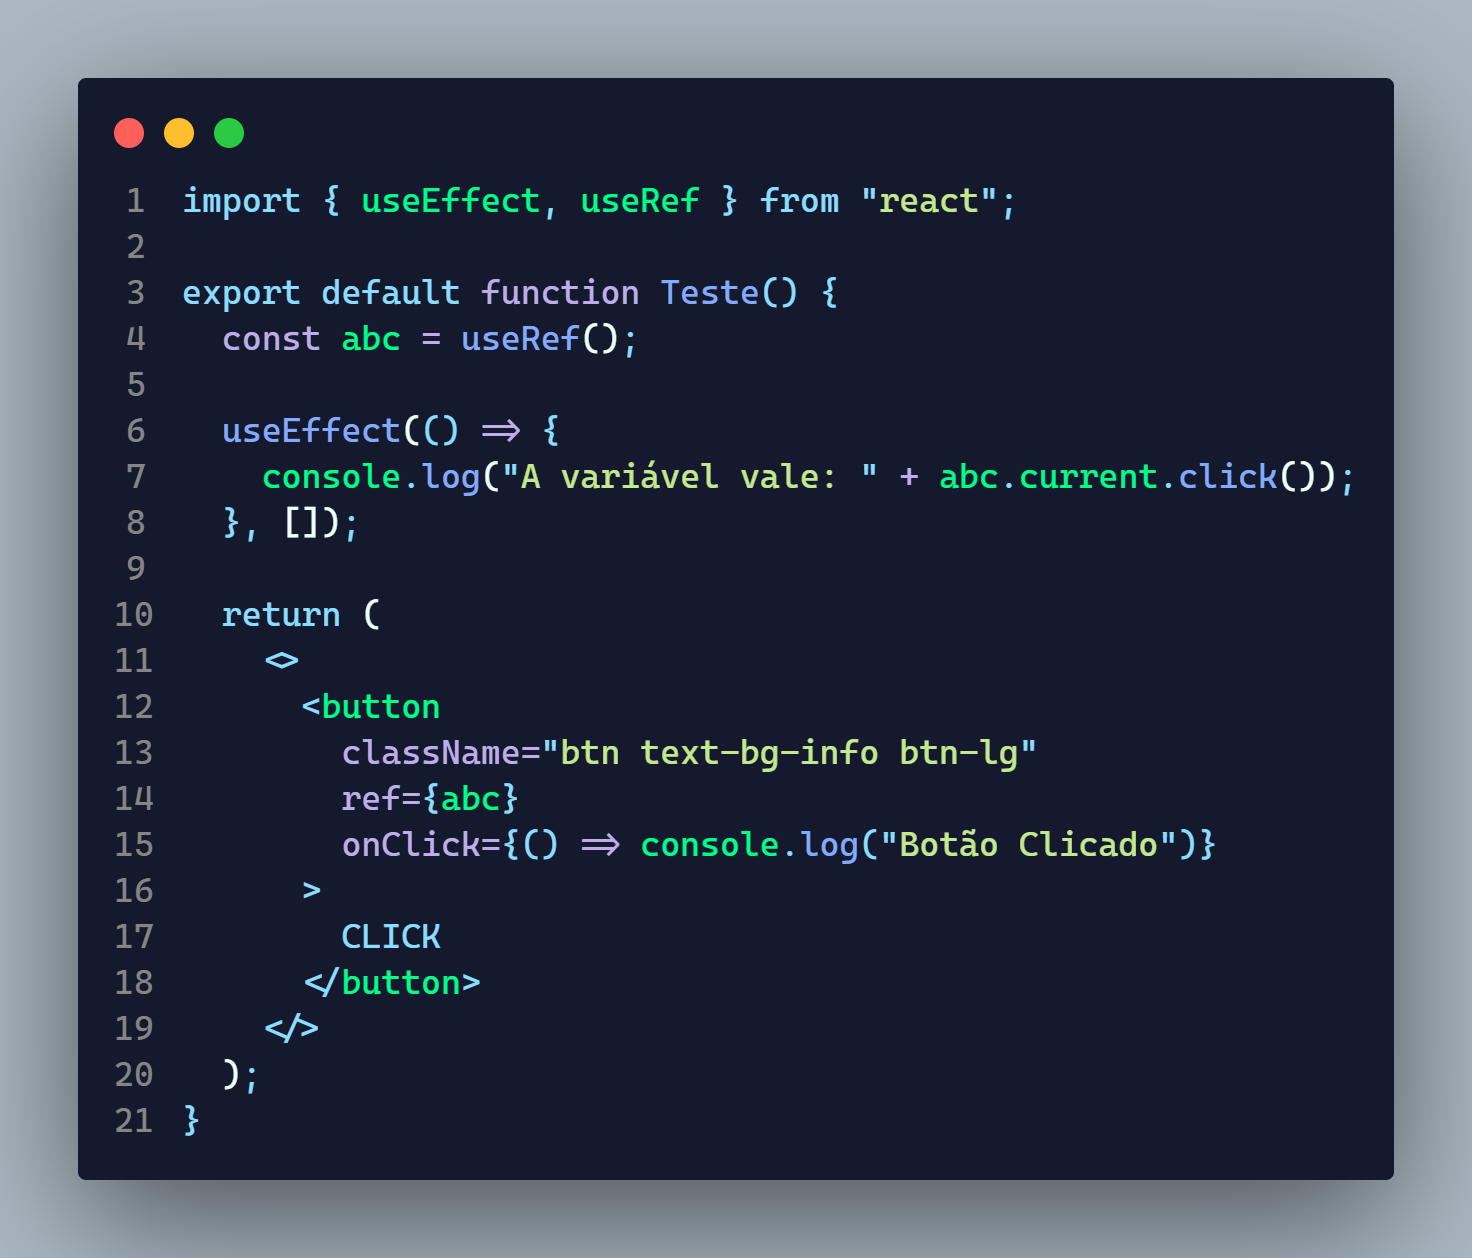 1 import { useEffect, useRef } from "react";
2
3 export default function Teste() {
4   const abc = useRef();
5
6   useEffect(() => {
7     console.log("A variável vale: " + abc.current.click());
8   }, []);
9
10   return (
11     <>
12       <button
13         className="btn text-bg-info btn-lg"
14         ref={abc}
15         onClick={() => console.log("Botão Clicado")}
16       >
17         CLICK
18       </button>
19     </>
20   );
21 }